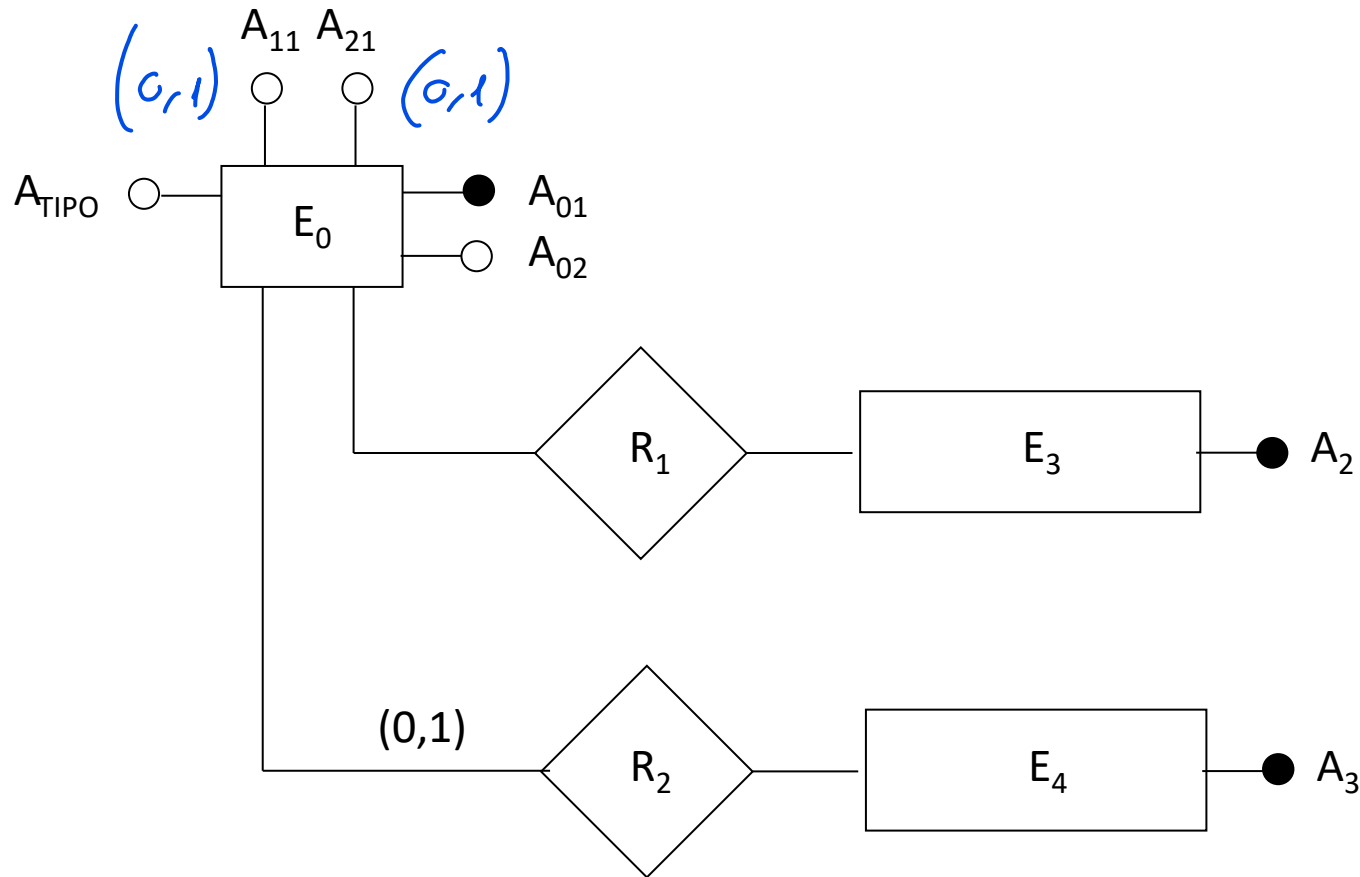 A11 A21
(0,1) (0,1)
ATIPO
E0
A01
A02
R1
E3
A2
(0,1)
R2
E4
A3